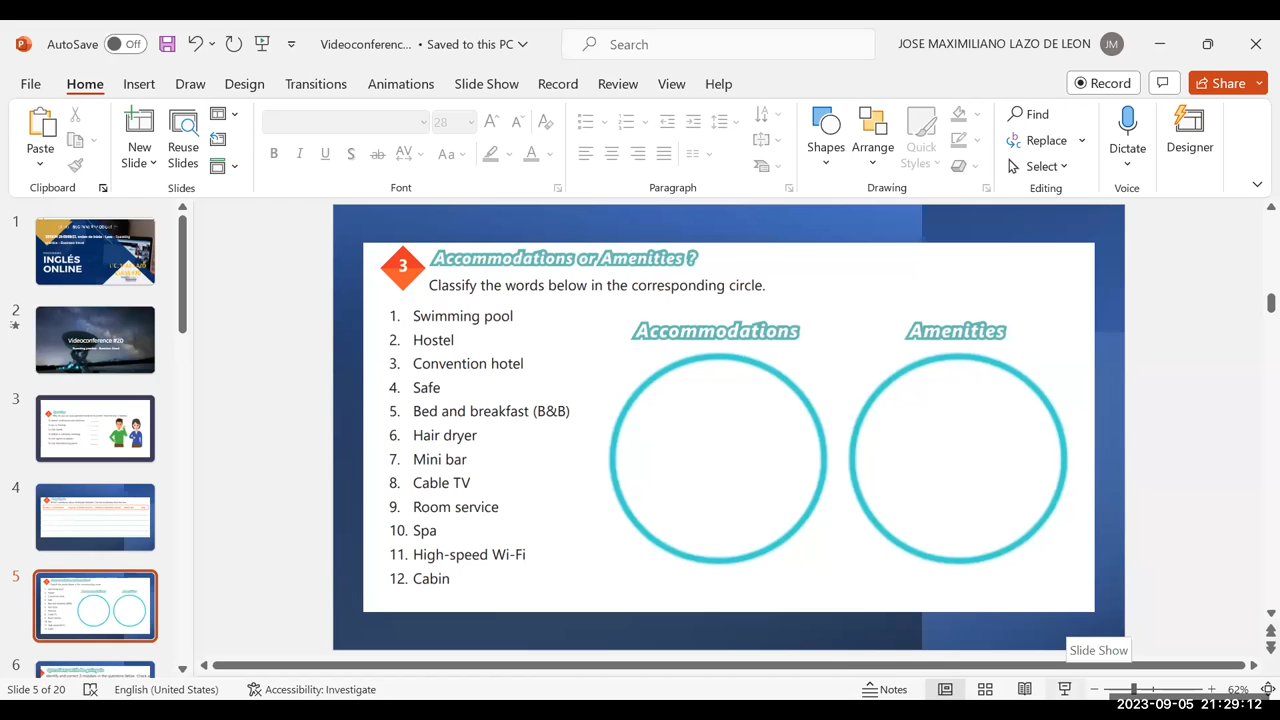 AutoSave Off Videoconferenc... • Saved to this PC Search JOSE MAXIMILIANO LAZO DE LEON JM
File Home Insert Draw Design Transitions Animations Slide Show Record Review View Help Record Share
Paste New Slide Reuse Slides 28 Shapes Arrange Quick Styles Find Replace Select Dictate Designer
Clipboard Slides Font Paragraph Drawing Editing Voice
1
INGLÉS
ONLINE
2
Videoconference #20
3
4
5
6
3 Accommodations or Amenities ?
Classify the words below in the corresponding circle.
1. Swimming pool
2. Hostel
3. Convention hotel
4. Safe
5. Bed and breakfast (B&B)
6. Hair dryer
7. Mini bar
8. Cable TV
9. Room service
10. Spa
11. High-speed Wi-Fi
12. Cabin
Accommodations Amenities
Slide Show
Slide 5 of 20 English (United States) Accessibility: Investigate Notes 62%
2023-09-05 21:29:12